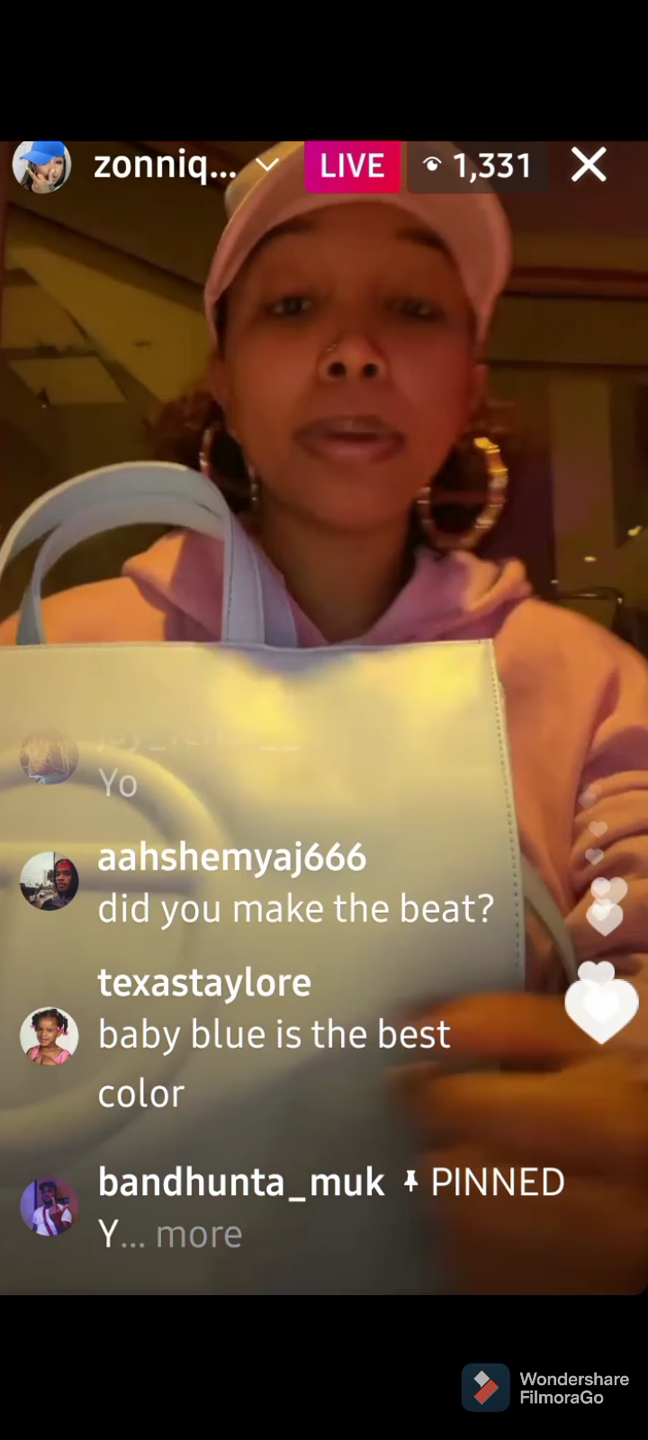 zonniq... LIVE 1,331
Yo
aahshemyaj666
did you make the beat?
texastaylore
baby blue is the best
color
bandhunta_muk PINNED
Y... more
Wondershare
FilmoraGo